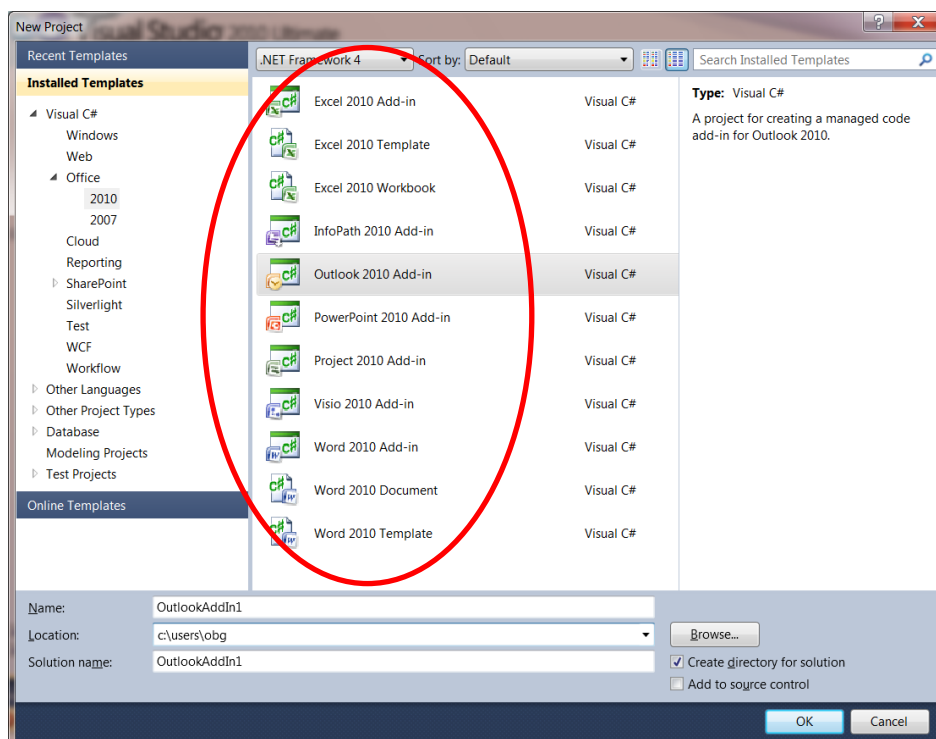 New Project
Visual Studio 2010 Ultimate
Recent Templates
Installed Templates
Visual C#
Windows
Web
Office
2010
2007
Cloud
Reporting
SharePoint
Silverlight
Test
WCF
Workflow
Other Languages
Other Project Types
Database
Modeling Projects
Test Projects
Online Templates
.NET Framework 4 Sort by: Default Search Installed Templates
Excel 2010 Add-in Visual C#
Excel 2010 Template Visual C#
Excel 2010 Workbook Visual C#
InfoPath 2010 Add-in Visual C#
Outlook 2010 Add-in Visual C#
PowerPoint 2010 Add-in Visual C#
Project 2010 Add-in Visual C#
Visio 2010 Add-in Visual C#
Word 2010 Add-in Visual C#
Word 2010 Document Visual C#
Word 2010 Template Visual C#
Type: Visual C#
A project for creating a managed code
add-in for Outlook 2010.
Name: OutlookAddIn1
Location: c:\users\obg Browse...
Solution name: OutlookAddIn1
Create directory for solution
Add to source control
OK Cancel